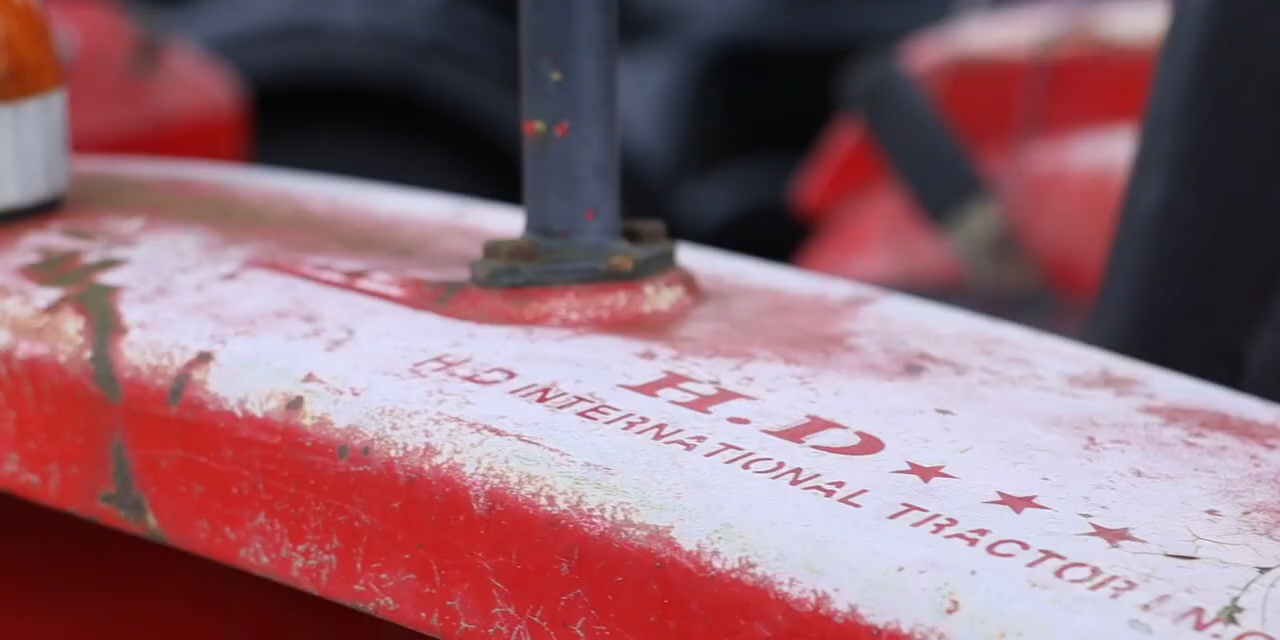 H.D ★ ★ ★
H.D INTERNATIONAL TRACTOR